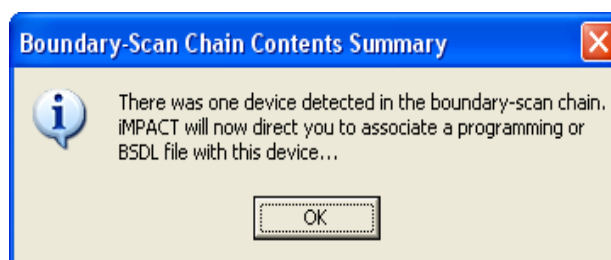 Boundary-Scan Chain Contents Summary
There was one device detected in the boundary-scan chain.
iMPACT will now direct you to associate a programming or
BSDL file with this device...
OK